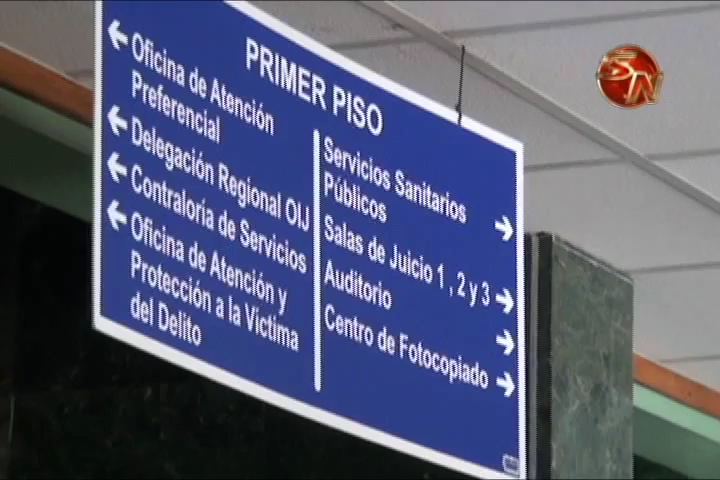 PRIMER PISO
Oficina de Atención
Preferencial
Delegación Regional OIJ
Contraloría de Servicios
Oficina de Atención y
Protección a la Víctima
del Delito
Servicios Sanitarios
Públicos
Salas de Juicio 1 , 2 y 3
Auditorio
Centro de Fotocopiado